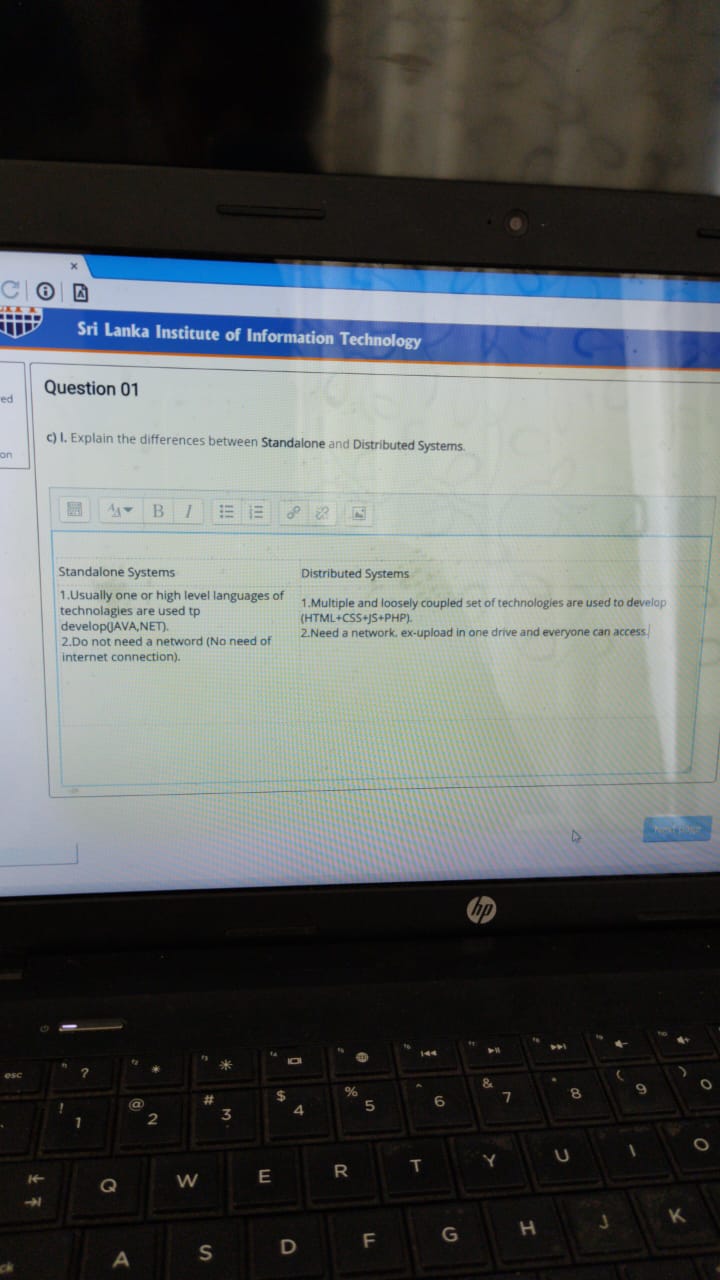 Sri Lanka Institute of Information Technology
ed
on
Question 01
c) I. Explain the differences between Standalone and Distributed Systems.
B I
Standalone Systems
1.Usually one or high level languages of
technolagies are used tp
develop(JAVA,NET).
2.Do not need a netword (No need of
internet connection).
Distributed Systems
1.Multiple and loosely coupled set of technologies are used to develop
(HTML+CSS+JS+PHP).
2.Need a network. ex-upload in one drive and everyone can access.
Next page
hp
esc
?
! @ # $ % ^ & * ( )
1 2 3 4 5 6 7 8 9 0
Q W E R T Y U I O
A S D F G H J K